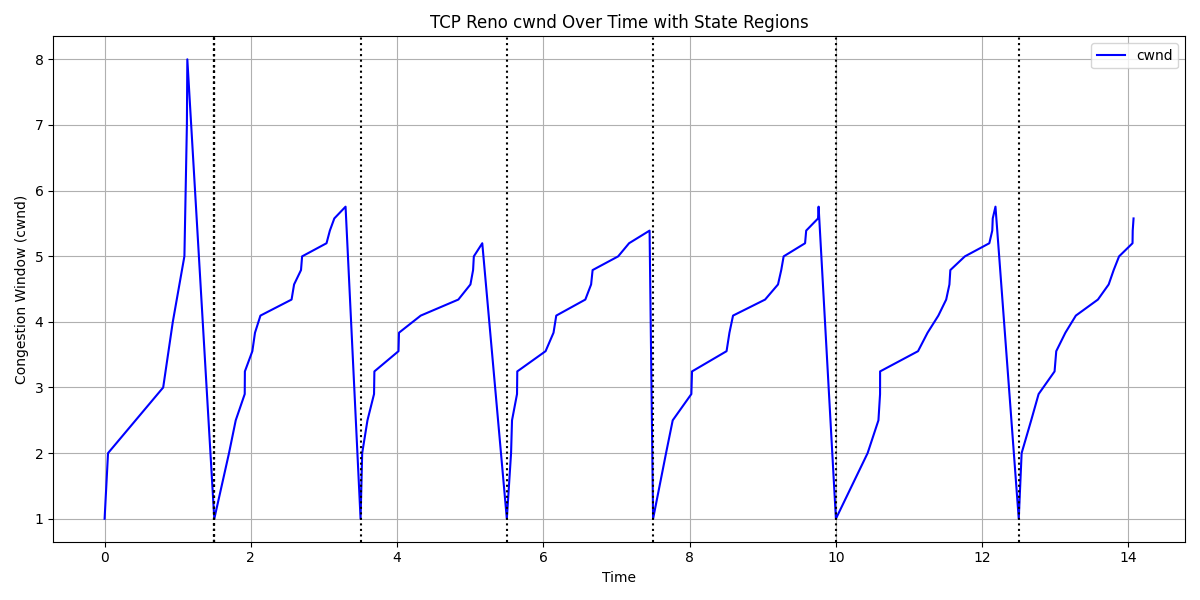 TCP Reno cwnd Over Time with State Regions
cwnd
Congestion Window (cwnd)
8
7
6
5
4
3
2
1
0 2 4 6 8 10 12 14
Time